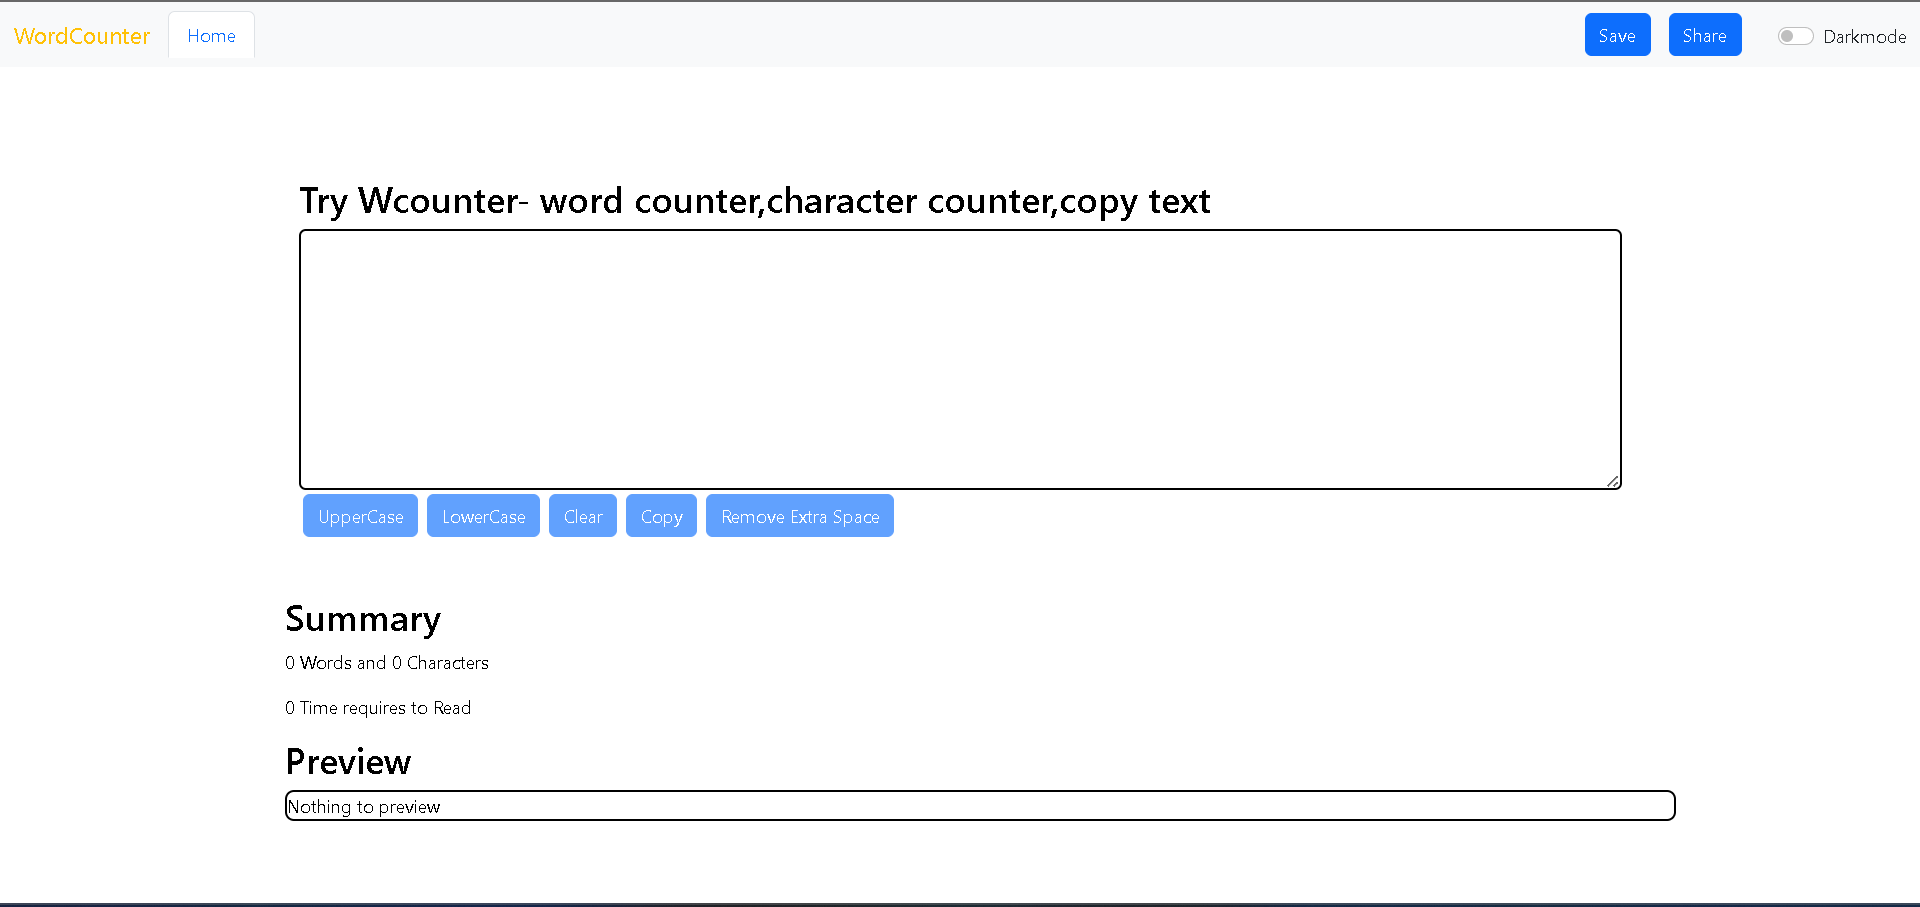 WordCounter Home Save Share Darkmode
Try Wcounter- word counter,character counter,copy text
UpperCase LowerCase Clear Copy Remove Extra Space
Summary
0 Words and 0 Characters
0 Time requires to Read
Preview
Nothing to preview